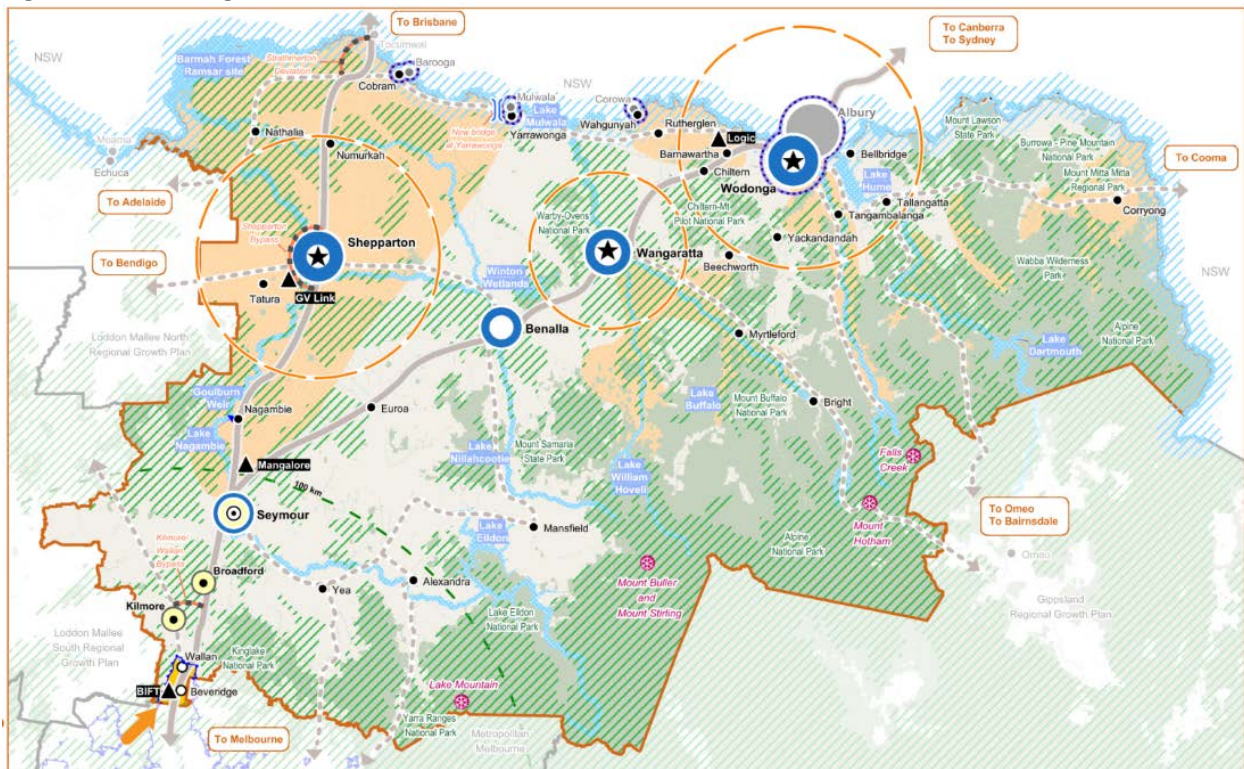 To Brisbane
To Canberra
To Sydney
NSW
Tocumwal
Strathmerton
Deviation
Barmah Forest
Ramsar site
Barooga
Cobram
NSW
Mulwala
Lake
Mulwala
Corowa
Albury
Rutherglen
Wahgunyah
Yarrawonga
New bridge
at Yarrawonga
Logic
Nathalia
Numurkah
Moama
Echuca
Barnawartha
Bellbridge
Chiltern
Wodonga
Lake
Hume
Mount Lawson
State Park
Burrowa - Pine Mountain
National Park
Mount Mitta Mitta
Regional Park
To Cooma
Tallangatta
Corryong
To Adelaide
Shepparton
Bypass
Shepparton
Warby-Ovens
National Park
Chiltern-Mt
Pilot National Park
Tangambalanga
Yackandandah
Wangaratta
Beechworth
Wabba Wilderness
Park
NSW
To Bendigo
Winton
Wetlands
GV Link
Tatura
Benalla
Myrtleford
Alpine
National Park
Lake
Dartmouth
Loddon Mallee North
Regional Growth Plan
Goulburn
Weir
Nagambie
Lake
Nagambie
Euroa
Lake
Buffalo
Mount Buffalo
National Park
Bright
Lake
Nillahcootie
Mount Samaria
State Park
Mangalore
100 km
Lake
William
Hovell
Falls
Creek
Seymour
Mansfield
Lake
Eildon
Mount
Hotham
To Omeo
To Bairnsdale
Omeo
Alpine
National Park
Kilmore
Wallan
Bypass
Broadford
Kilmore
Yea
Alexandra
Mount Buller
and
Mount Stirling
Gippsland
Regional Growth Plan
Lake Eildon
National Park
Loddon Mallee
South Regional
Growth Plan
Wallan
Kinglake
National Park
BIFT
Beveridge
Lake Mountain
To Melbourne
Yarra Ranges
National Park
Metropolitan
Melbourne